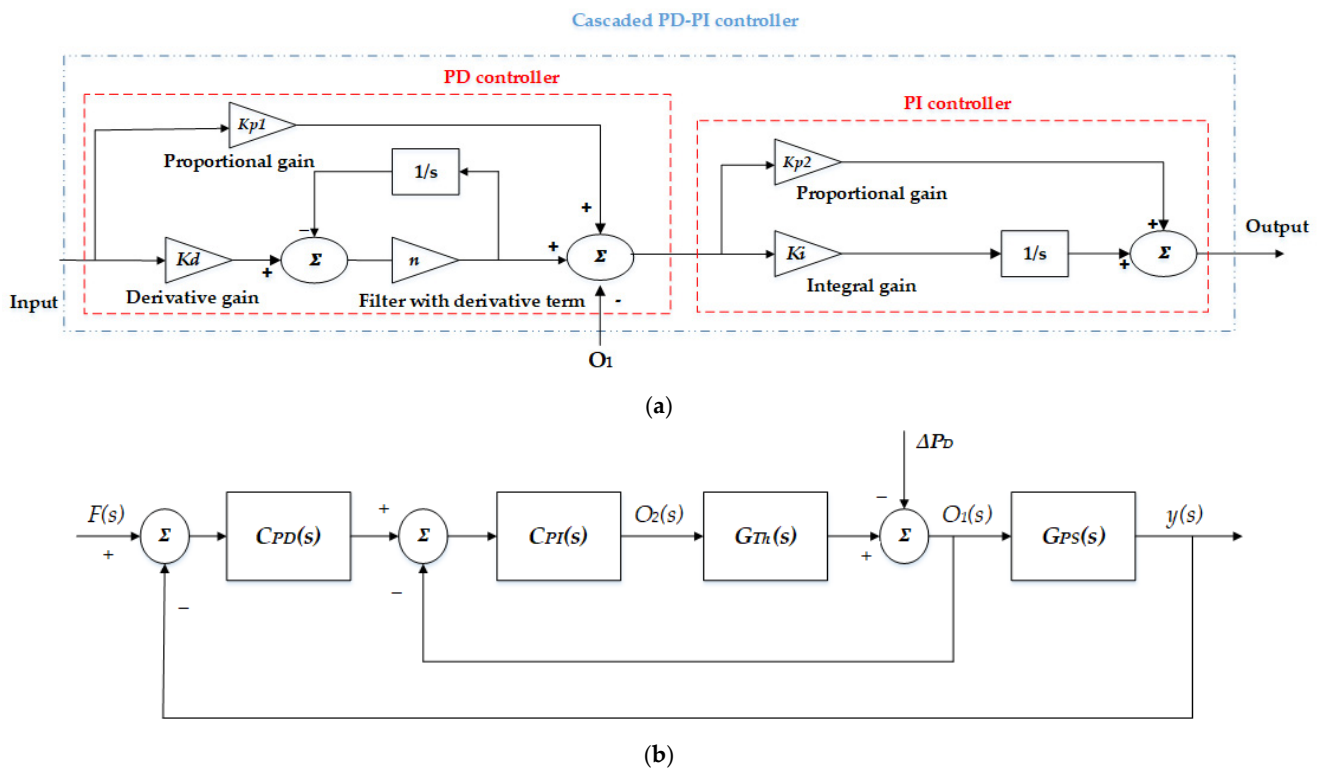 Cascaded PD-PI controller
PD controller
PI controller
Kp1
Proportional gain
1/s
Kp2
Proportional gain
+
+
−
+
Output
Kd
+
Σ
n
Σ
Ki
1/s
+
Σ
Input
Derivative gain
Filter with derivative term
-
Integral gain
O1
(a)
ΔPD
F(s)
+
Σ
CPD(s)
+
Σ
CPI(s)
O2(s)
GTh(s)
−
+
Σ
O1(s)
GPS(s)
y(s)
−
−
(b)